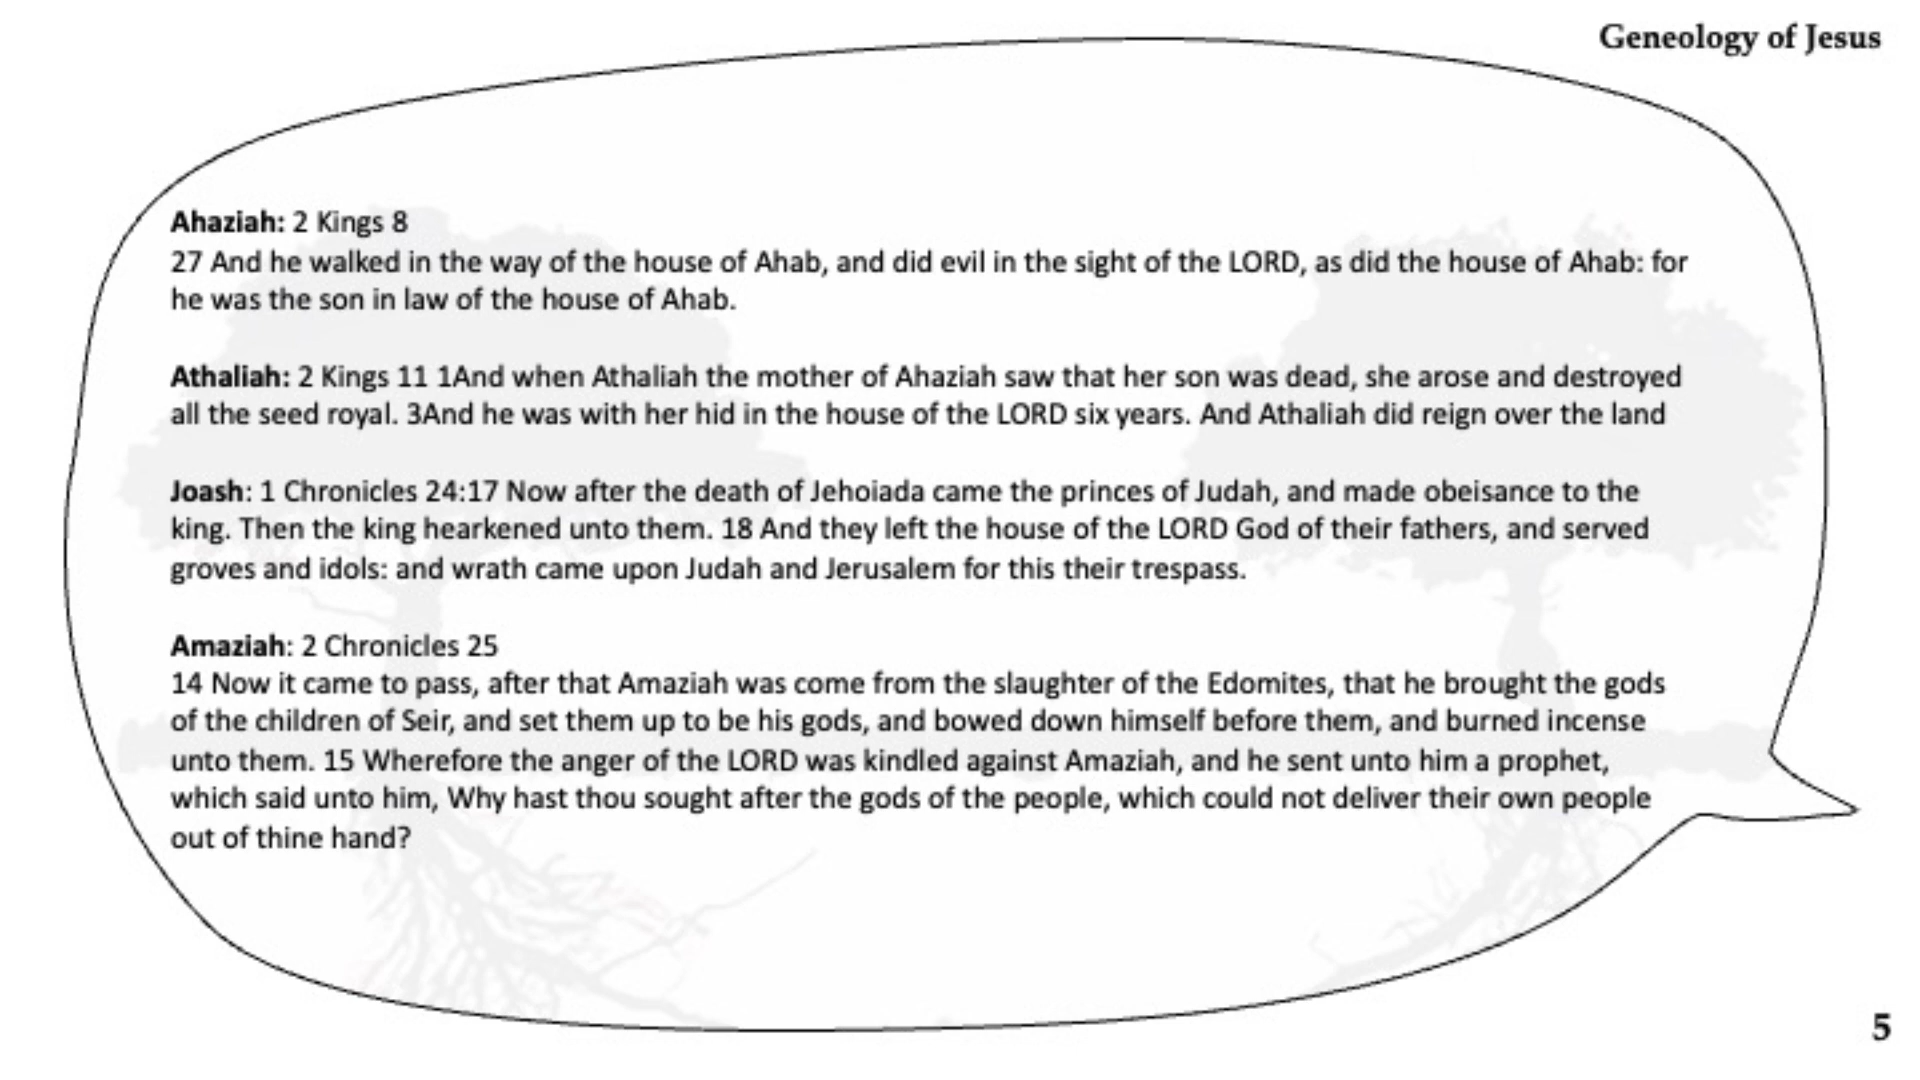 Geneology of Jesus
Ahaziah: 2 Kings 8
27 And he walked in the way of the house of Ahab, and did evil in the sight of the LORD, as did the house of Ahab: for
he was the son in law of the house of Ahab.
Athaliah: 2 Kings 11 1And when Athaliah the mother of Ahaziah saw that her son was dead, she arose and destroyed
all the seed royal. 3And he was with her hid in the house of the LORD six years. And Athaliah did reign over the land
Joash: 1 Chronicles 24:17 Now after the death of Jehoiada came the princes of Judah, and made obeisance to the
king. Then the king hearkened unto them. 18 And they left the house of the LORD God of their fathers, and served
groves and idols: and wrath came upon Judah and Jerusalem for this their trespass.
Amaziah: 2 Chronicles 25
14 Now it came to pass, after that Amaziah was come from the slaughter of the Edomites, that he brought the gods
of the children of Seir, and set them up to be his gods, and bowed down himself before them, and burned incense
unto them. 15 Wherefore the anger of the LORD was kindled against Amaziah, and he sent unto him a prophet,
which said unto him, Why hast thou sought after the gods of the people, which could not deliver their own people
out of thine hand?
5